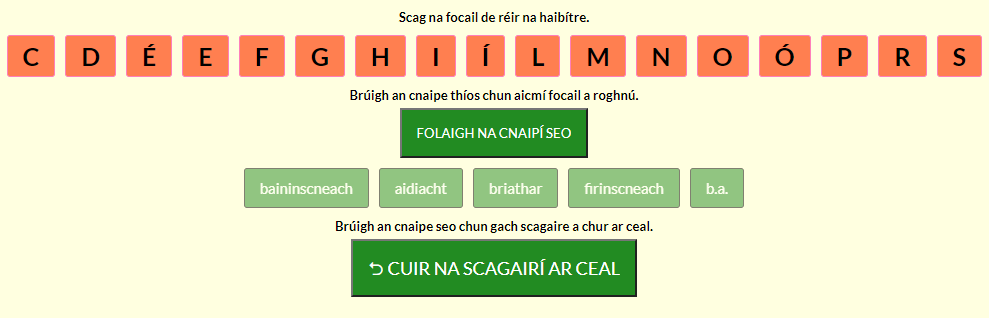 Scag na focail de réir na haibítre.
C D É E F G H I Í L M N O Ó P R S
Brúigh an cnaipe thíos chun aicmí focail a roghnú.
FOLAIGH NA CNAIPÍ SEO
baininscneach aidiacht briathar firinscneach b.a.
Brúigh an cnaipe seo chun gach scagaire a chur ar ceal.
⮌ CUIR NA SCAGAIRÍ AR CEAL